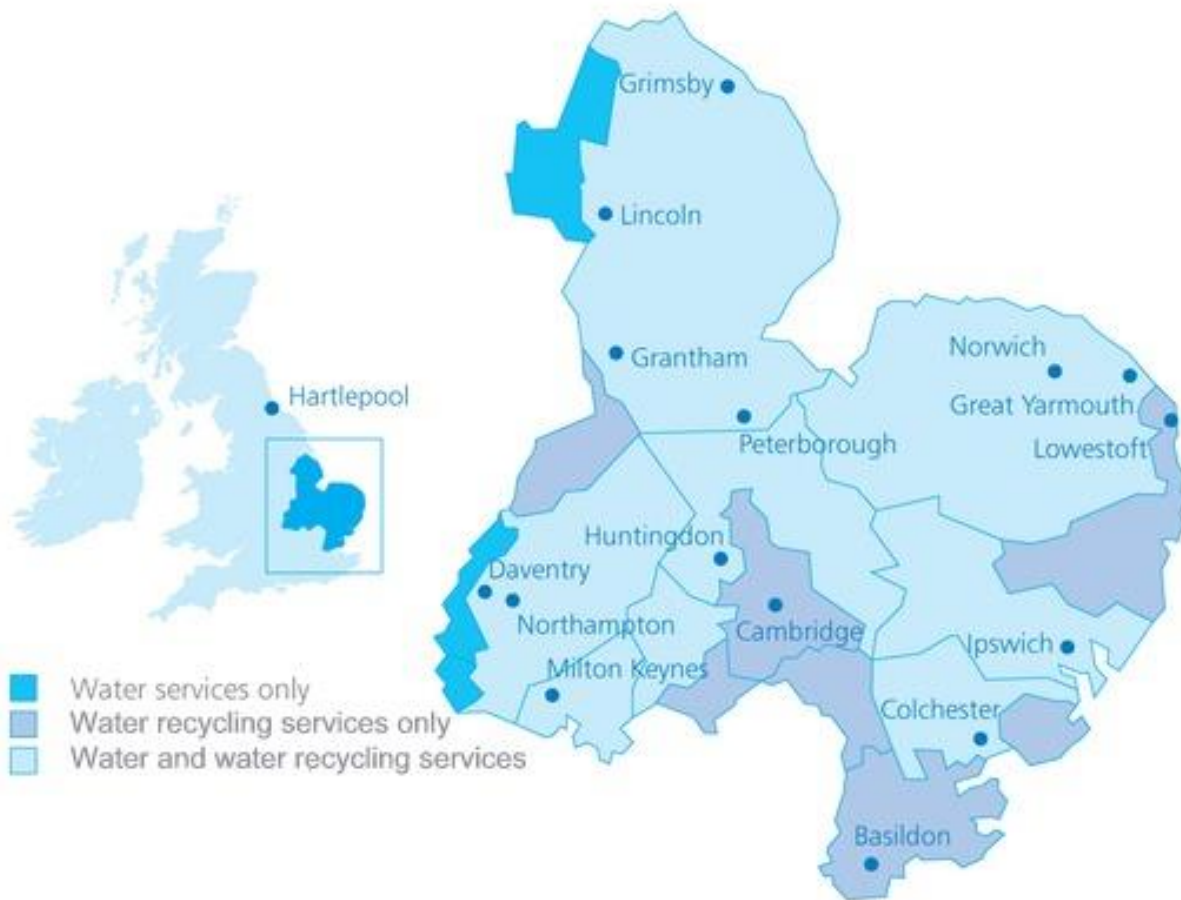 Grimsby
Lincoln
Grantham
Norwich
Hartlepool
Great Yarmouth
Peterborough
Lowestoft
Huntingdon
Daventry
Northampton
Cambridge
Ipswich
Milton Keynes
Water services only
Water recycling services only
Colchester
Water and water recycling services
Basildon